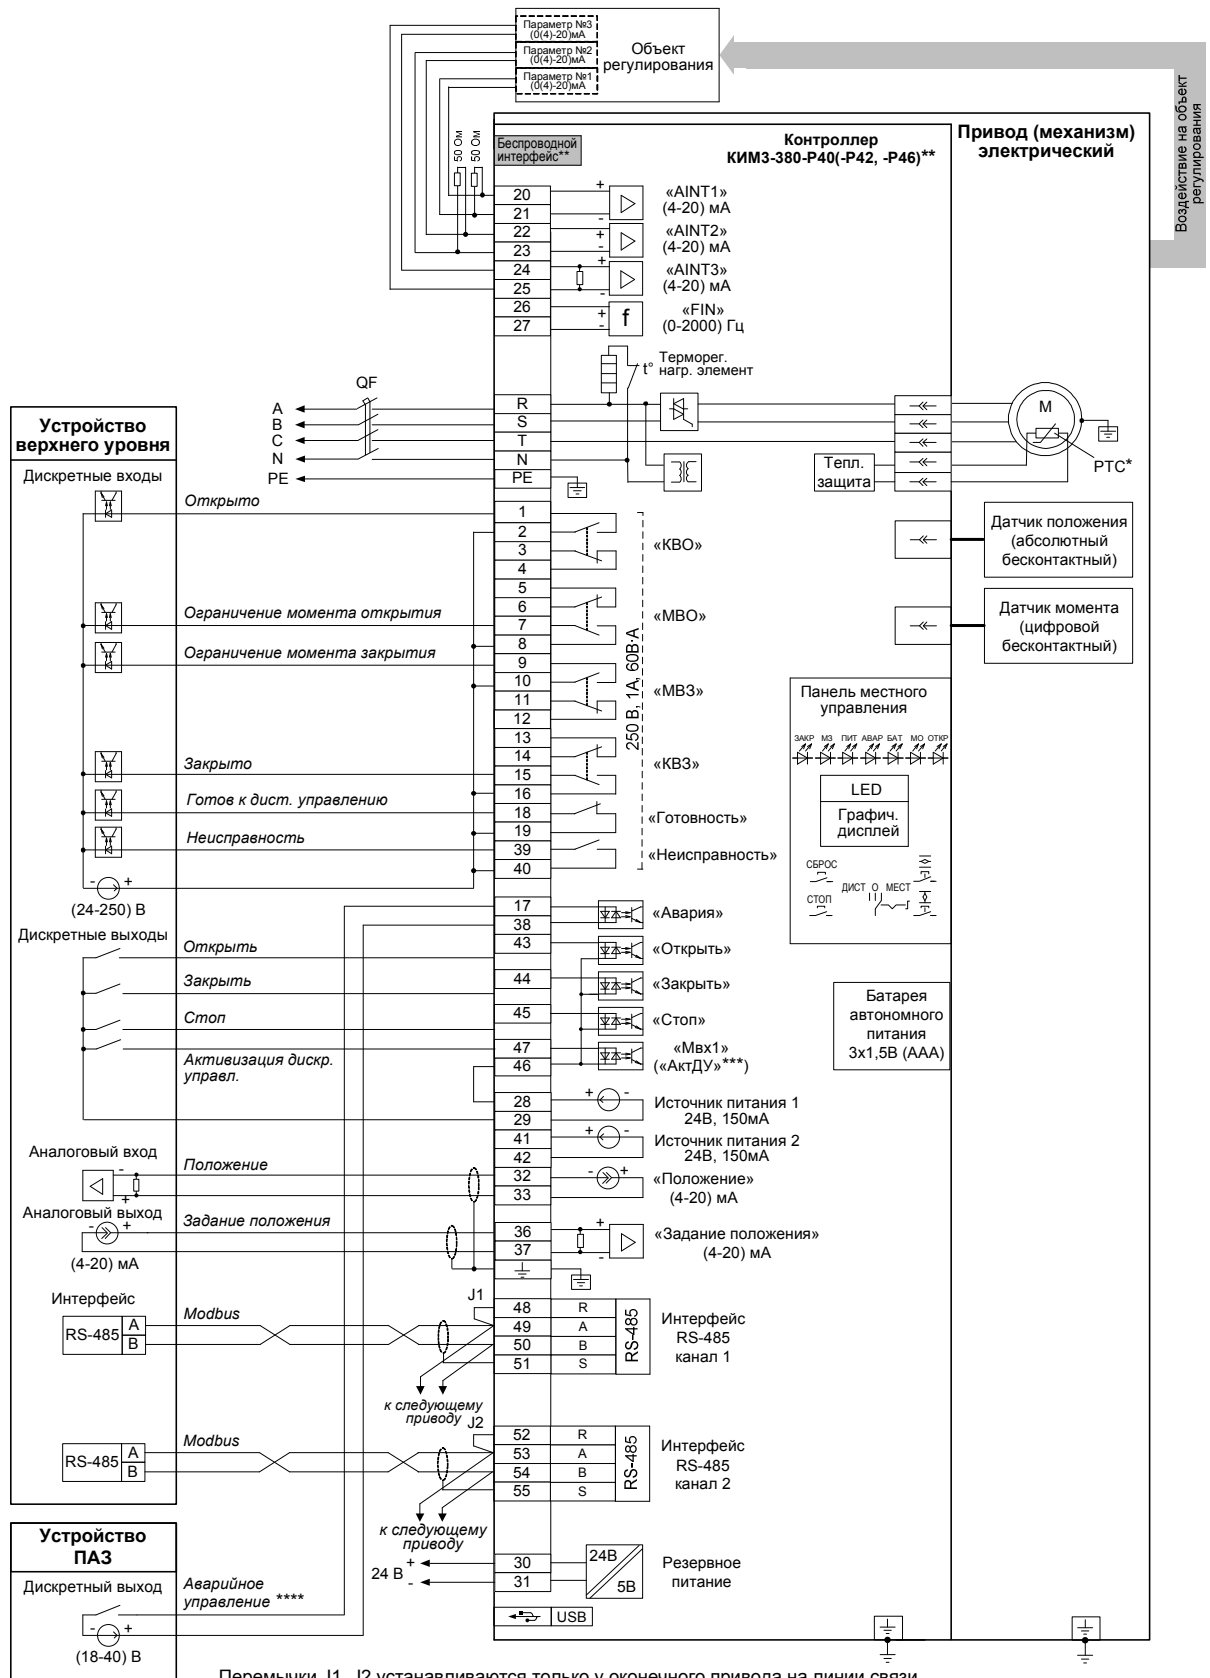 Параметр №3
(0(4)-20)мА
Параметр №2
(0(4)-20)мА
Параметр №1
(0(4)-20)мА
Объект
регулирования
Воздействие на объект
регулирования
50 Ом
50 Ом
Беспроводной
интерфейс**
Контроллер
КИМ3-380-Р40(-Р42, -Р46)**
Привод (механизм)
электрический
20
21
22
23
24
25
26
27
+
-
«AINT1»
(4-20) мА
+
-
«AINT2»
(4-20) мА
+
-
«AINT3»
(4-20) мА
+
-
f
«FIN»
(0-2000) Гц
t°
Терморег.
нагр. элемент
QF
A
B
C
N
PE
R
S
T
N
PE
Тепл.
защита
M
PTC*
Устройство
верхнего уровня
Дискретные входы
Открыто
1
2
3
4
«КВО»
Датчик положения
(абсолютный
бесконтактный)
Ограничение момента открытия
5
6
7
8
«МВО»
Датчик момента
(цифровой
бесконтактный)
Ограничение момента закрытия
9
10
11
12
«МВЗ»
250 В, 1А, 60В·А
Закрыто
13
14
15
16
«КВЗ»
Готов к дист. управлению
18
19
«Готовность»
Неисправность
39
40
«Неисправность»
- +
(24-250) В
Панель местного
управления
ЗАКР МЗ ПИТ АВАР БАТ МО ОТКР
LED
Графич.
дисплей
СБРОС
СТОП
ДИСТ О МЕСТ
Дискретные выходы
17
38
«Авария»
Открыть
43
«Открыть»
Закрыть
44
«Закрыть»
Стоп
45
«Стоп»
Активизация дискр.
управл.
47
46
«Мвх1»
(«АктДУ»***)
Батарея
автономного
питания
3х1,5В (ААА)
28
29
+ -
Источник питания 1
24В, 150мА
41
42
+ -
Источник питания 2
24В, 150мА
Аналоговый вход
-
+
Положение
32
33
- +
«Положение»
(4-20) мА
Аналоговый выход
- +
(4-20) мА
Задание положения
36
37
+
-
«Задание положения»
(4-20) мА
Интерфейс
RS-485
A
B
Modbus
J1
48 R
49 A
50 B
51 S
RS-485
Интерфейс
RS-485
канал 1
к следующему
приводу
RS-485
A
B
Modbus
J2
52 R
53 A
54 B
55 S
RS-485
Интерфейс
RS-485
канал 2
к следующему
приводу
24 В
+
-
30
31
24В
5В
Резервное
питание
USB
Устройство
ПАЗ
Дискретный выход
Аварийное
управление ****
- +
(18-40) В
Перемычки J1, J2 устанавливаются только у оконечного привода на линии связи